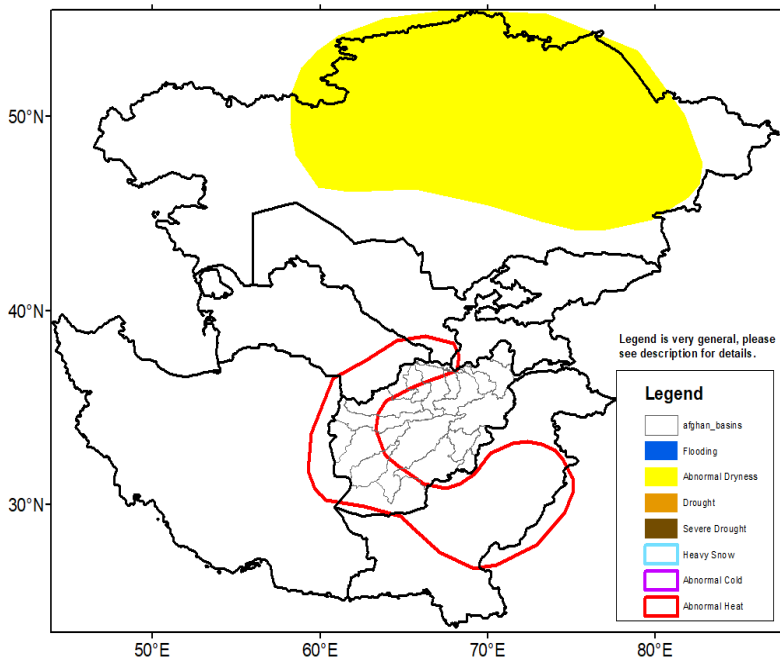 50°N
40°N
30°N
50°E
60°E
70°E
80°E
Legend is very general, please
see description for details.
Legend
afghan_basins
Flooding
Abnormal Dryness
Drought
Severe Drought
Heavy Snow
Abnormal Cold
Abnormal Heat